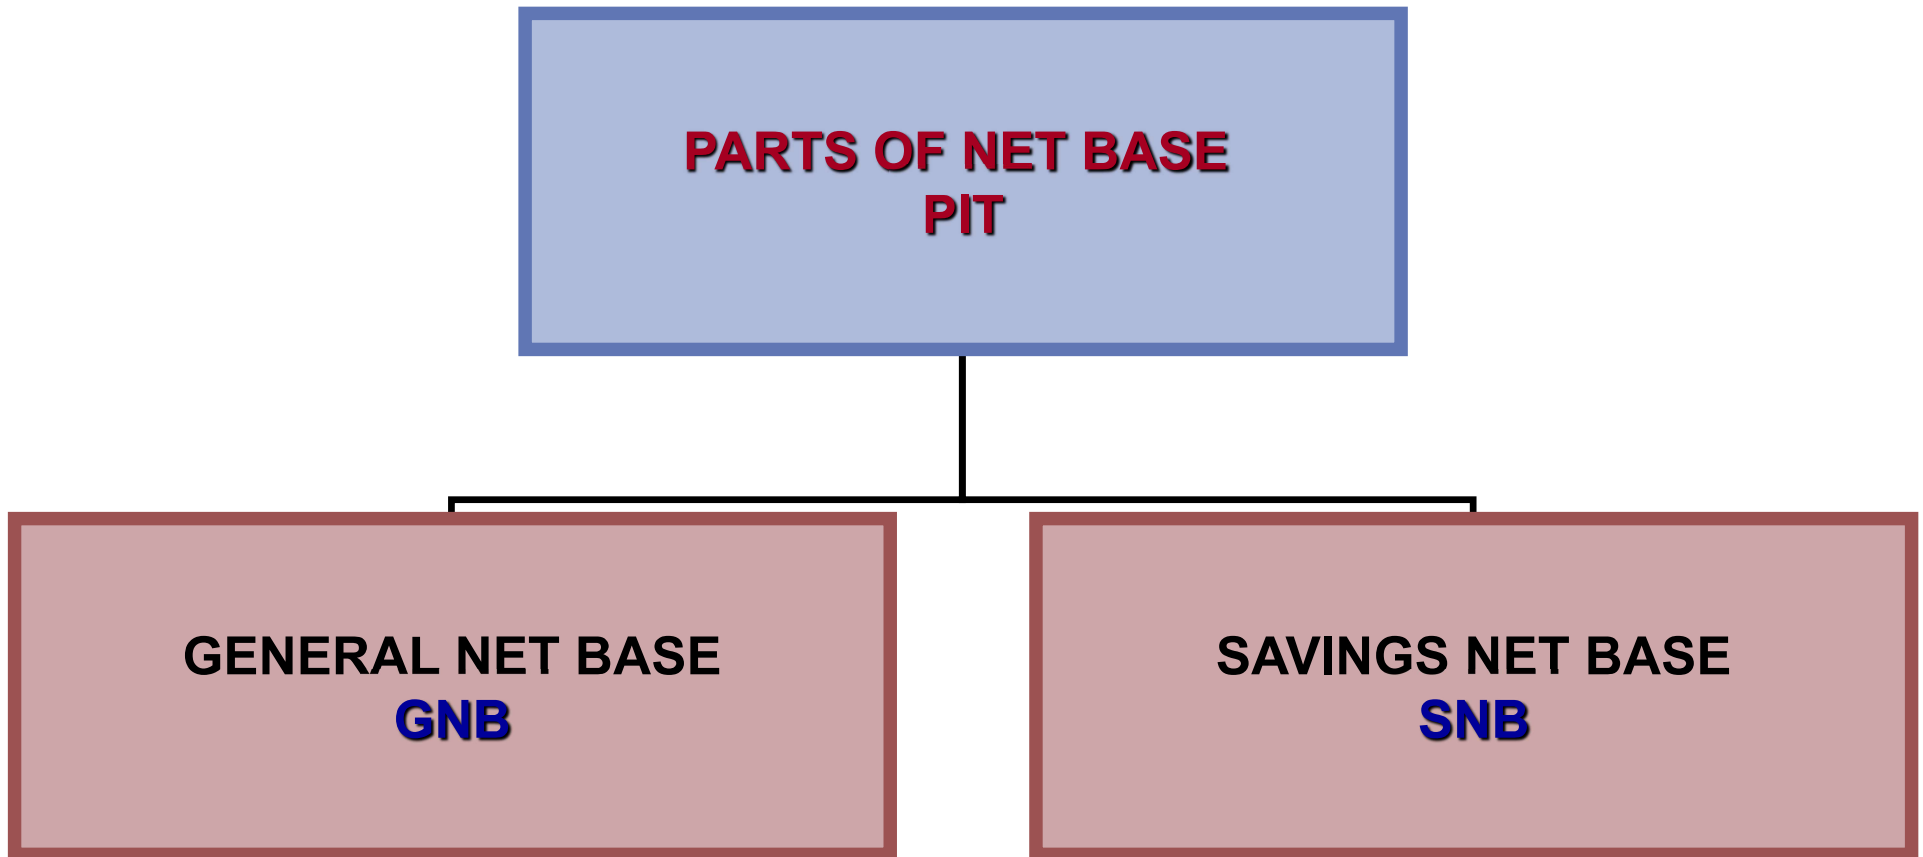 PARTS OF NET BASE
PIT
GENERAL NET BASE
GNB
SAVINGS NET BASE
SNB